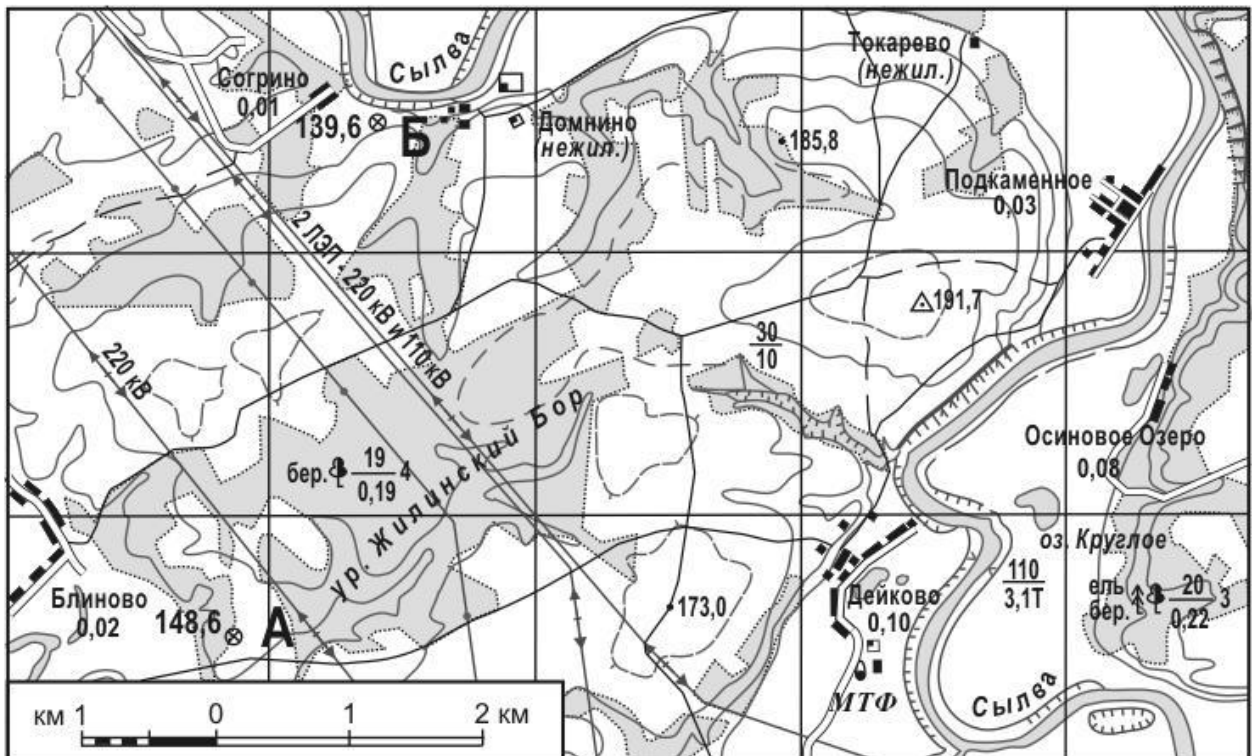 Сылва
Токарево
(нежил.)
Согрино
0,01
139,6
Б
Домнино
(нежил.)
185,8
Подкаменное
0,03
2 ЛЭП - 220 кВ и 110 кВ
191,7
220 кВ
30
10
Осиновое Озеро
0,08
бер.
19
0,19
4
ур. Жилинский Бор
оз. Круглое
Блиново
0,02
148,6
А
173,0
Дейково
0,10
110
3,1Т
ель
бер.
20
0,22
3
МТФ
Сылва
км 1 0 1 2 км